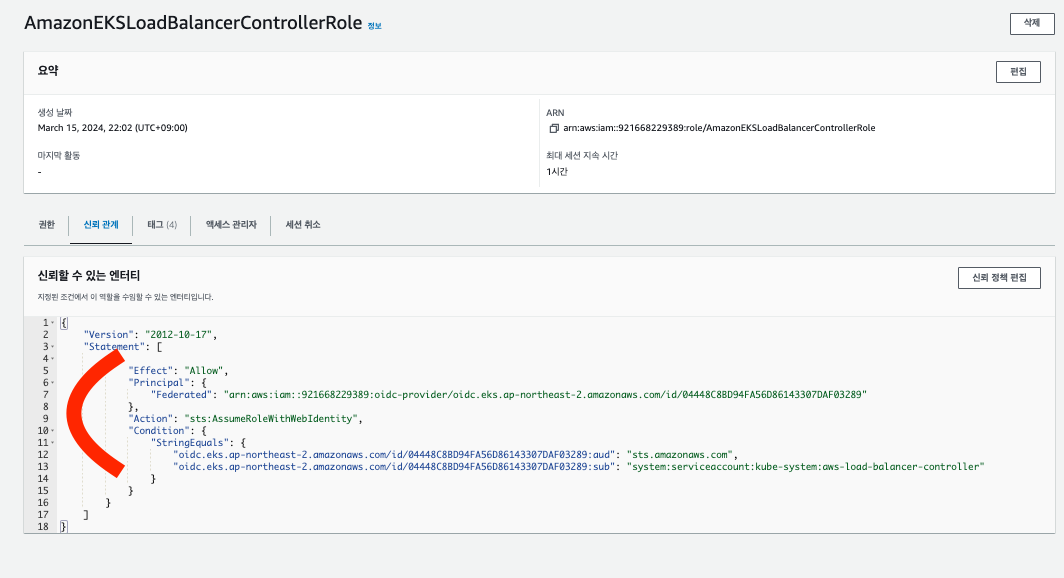 AmazonEKSLoadBalancerControllerRole 정보
삭제
요약
편집
생성 날짜
March 15, 2024, 22:02 (UTC+09:00)
ARN
arn:aws:iam::921668229389:role/AmazonEKSLoadBalancerControllerRole
마지막 활동
-
최대 세션 지속 시간
1시간
권한
신뢰 관계
태그 (4)
액세스 관리자
세션 취소
신뢰할 수 있는 엔터티
신뢰 정책 편집
지정된 조건에서 이 역할을 수임할 수 있는 엔터티입니다.
1 {
2 "Version": "2012-10-17",
3 "Statement": [
4
5 "Effect": "Allow",
6 "Principal": {
7 "Federated": "arn:aws:iam::921668229389:oidc-provider/oidc.eks.ap-northeast-2.amazonaws.com/id/04448C8BD94FA56D86143307DAF03289"
8 },
9 "Action": "sts:AssumeRoleWithWebIdentity",
10 "Condition": {
11 "StringEquals": {
12 "oidc.eks.ap-northeast-2.amazonaws.com/id/04448C8BD94FA56D86143307DAF03289:aud": "sts.amazonaws.com",
13 "oidc.eks.ap-northeast-2.amazonaws.com/id/04448C8BD94FA56D86143307DAF03289:sub": "system:serviceaccount:kube-system:aws-load-balancer-controller"
14 }
15 }
16 }
17 ]
18 }